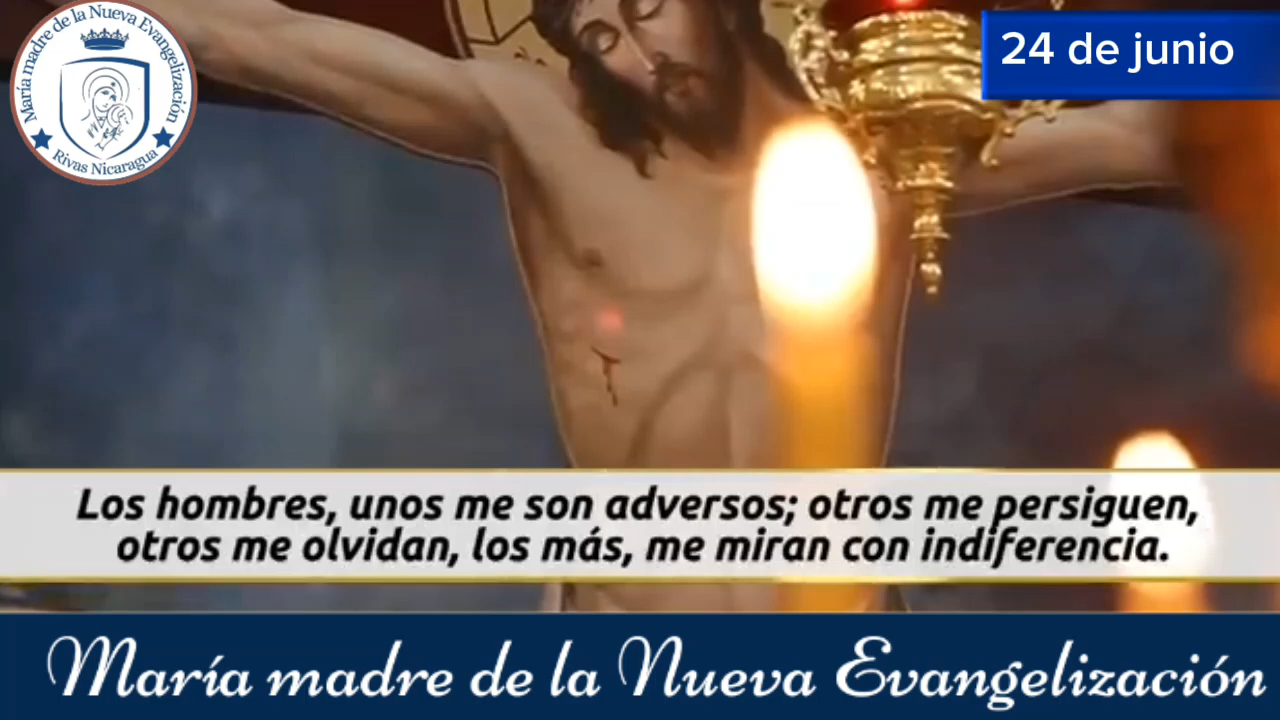 María madre de la Nueva Evangelización
Rivas Nicaragua
24 de junio
Los hombres, unos me son adversos; otros me persiguen,
otros me olvidan, los más, me miran con indiferencia.
María madre de la Nueva Evangelización